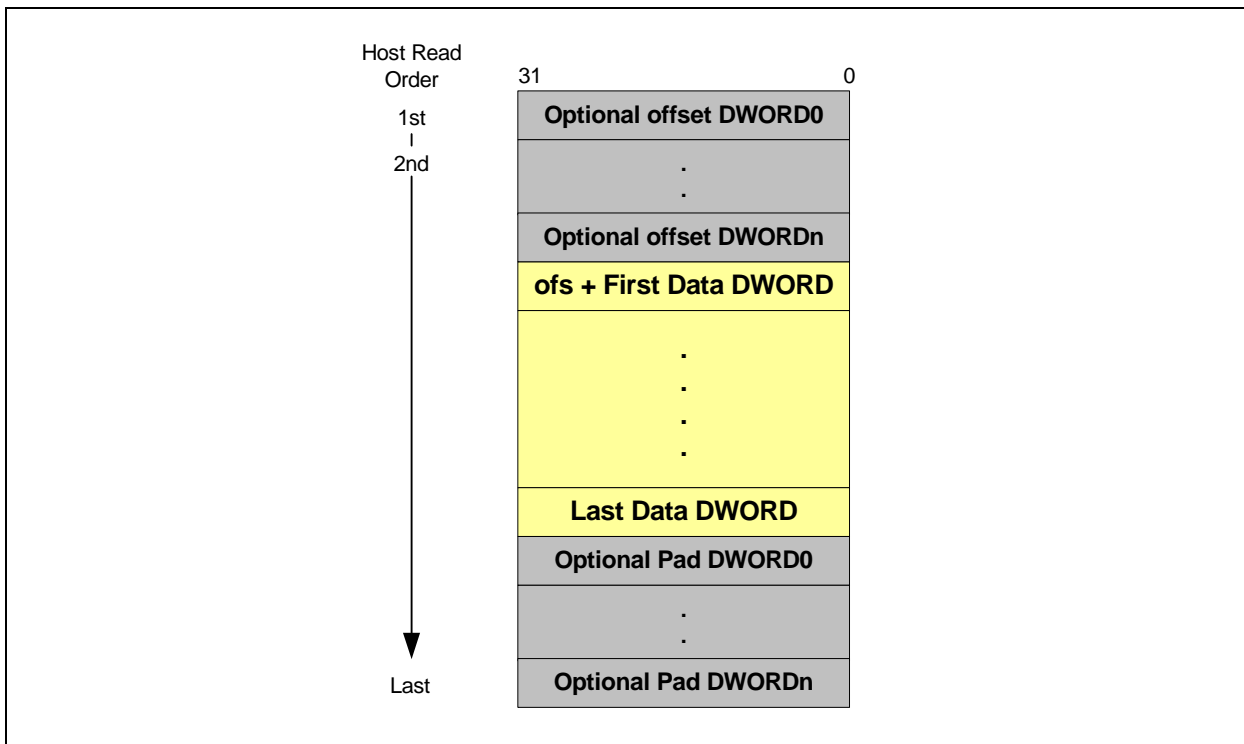 Host Read
Order
31 0
1st
2nd
Last
Optional offset DWORD0
.
.
Optional offset DWORDn
ofs + First Data DWORD
.
.
.
.
Last Data DWORD
Optional Pad DWORD0
.
.
Optional Pad DWORDn